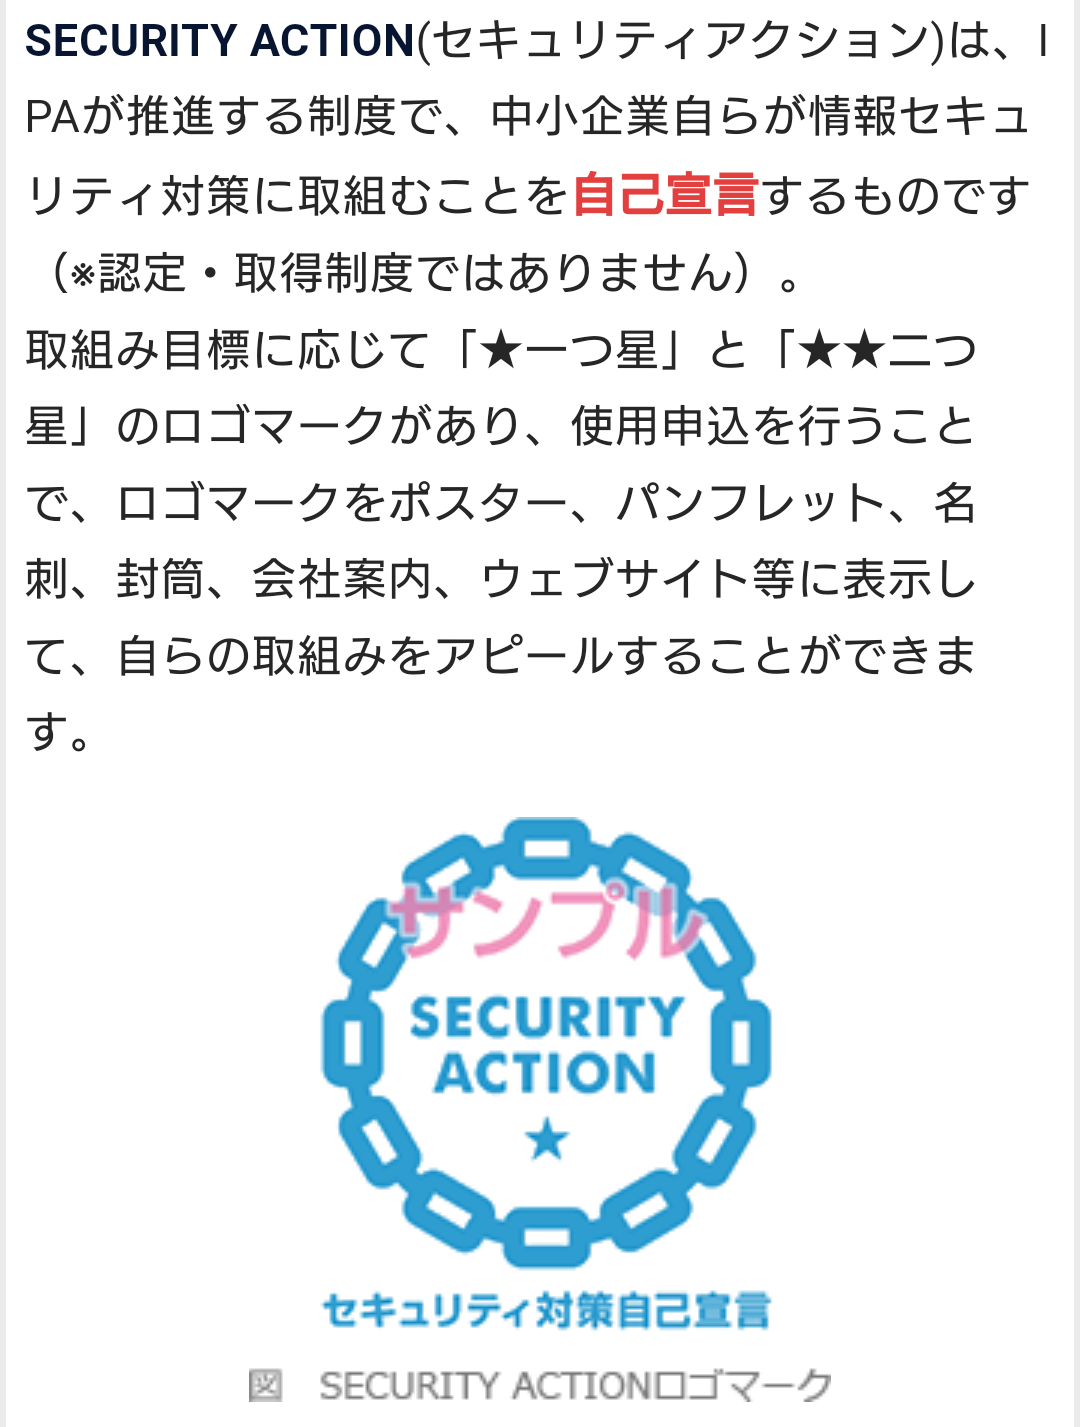 SECURITY ACTION(セキュリティアクション)は、I
PAが推進する制度で、中小企業自らが情報セキュ
リティ対策に取組むことを自己宣言するものです
（※認定・取得制度ではありません）。
取組み目標に応じて「★一つ星」と「★★二つ
星」のロゴマークがあり、使用申込を行うこと
で、ロゴマークをポスター、パンフレット、名
刺、封筒、会社案内、ウェブサイト等に表示し
て、自らの取組みをアピールすることができま
す。
サンプル
SECURITY
ACTION
★
セキュリティ対策自己宣言
図 SECURITY ACTIONロゴマーク